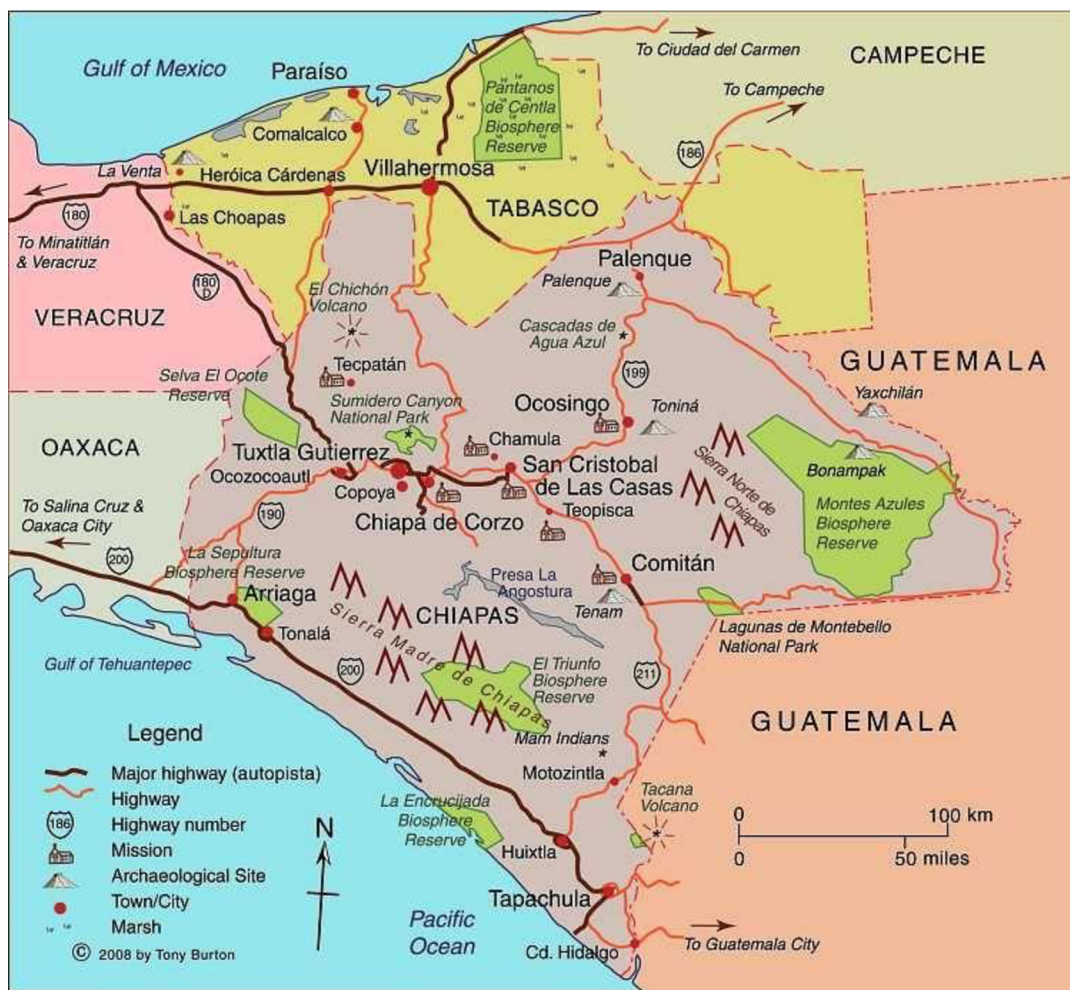 Gulf of Mexico
Paraíso
Comalcalco
Pantanos
de Centla
Biosphere
Reserve
To Ciudad del Carmen
CAMPECHE
To Campeche
186
La Venta
Heróica Cárdenas
Villahermosa
TABASCO
180
Las Choapas
To Minatitlán
& Veracruz
180
D
VERACRUZ
El Chichón
Volcano
Palenque
Palenque
Cascadas de
Agua Azul
GUATEMALA
Tecpatán
Selva El Ocote
Reserve
Sumidero Canyon
National Park
199
Yaxchilán
Ocosingo
Toniná
OAXACA
Chamula
Tuxtla Gutierrez
Ocozocoautl
Copoya
San Cristobal
de Las Casas
Sierra Norte de
Chiapas
Bonampak
Montes Azules
Biosphere
Reserve
To Salina Cruz &
Oaxaca City
190
Chiapa de Corzo
Teopisca
200
La Sepultura
Biosphere Reserve
Comitán
Arriaga
Presa La
Angostura
Tenam
CHIAPAS
Sierra Madre de Chiapas
Tonalá
Lagunas de Montebello
National Park
Gulf of Tehuantepec
200
El Triunfo
Biosphere
Reserve
211
GUATEMALA
Mam Indians
Motozintla
Tacana
Volcano
La Encrucijada
Biosphere
Reserve
Huixtla
Tapachula
Pacific
Ocean
Cd. Hidalgo
To Guatemala City
0 100 km
0 50 miles
N
Legend
Major highway (autopista)
Highway
186 Highway number
Mission
Archaeological Site
Town/City
Marsh
© 2008 by Tony Burton